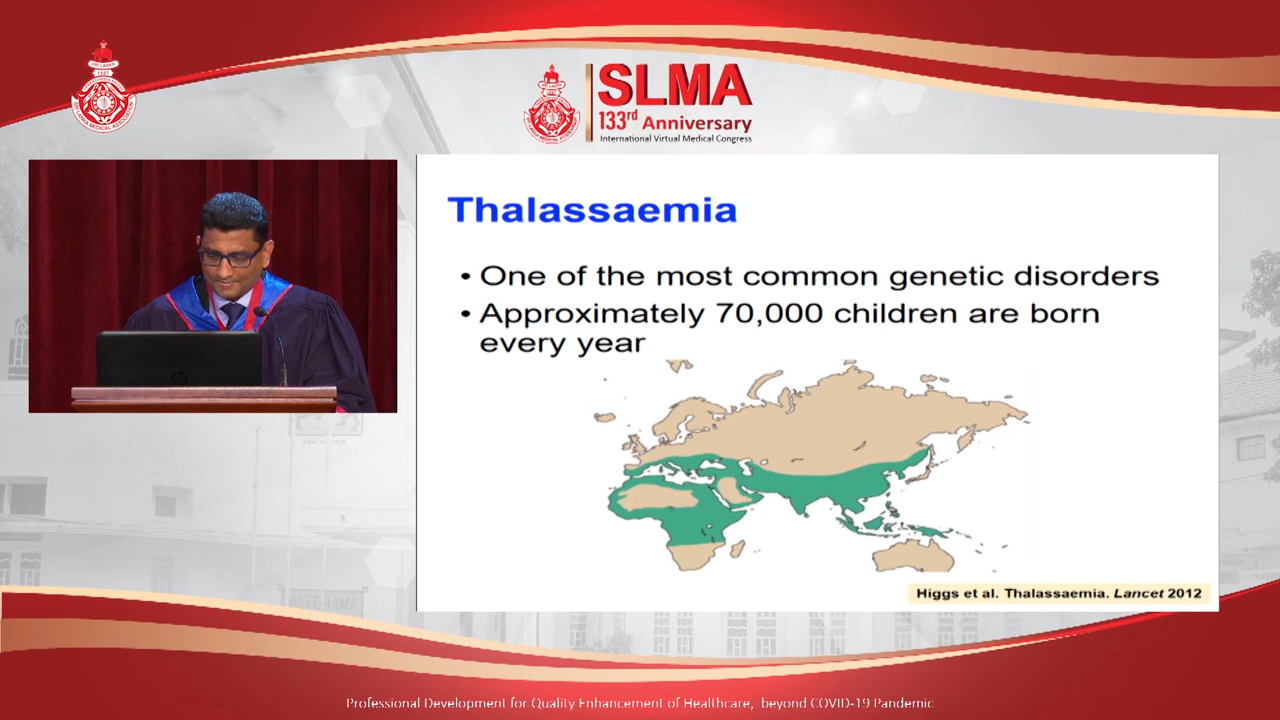 SLMA
133rd Anniversary
International Virtual Medical Congress
Thalassaemia
• One of the most common genetic disorders
• Approximately 70,000 children are born
every year
Higgs et al. Thalassaemia. Lancet 2012
Professional Development for Quality Enhancement of Healthcare, beyond COVID-19 Pandemic